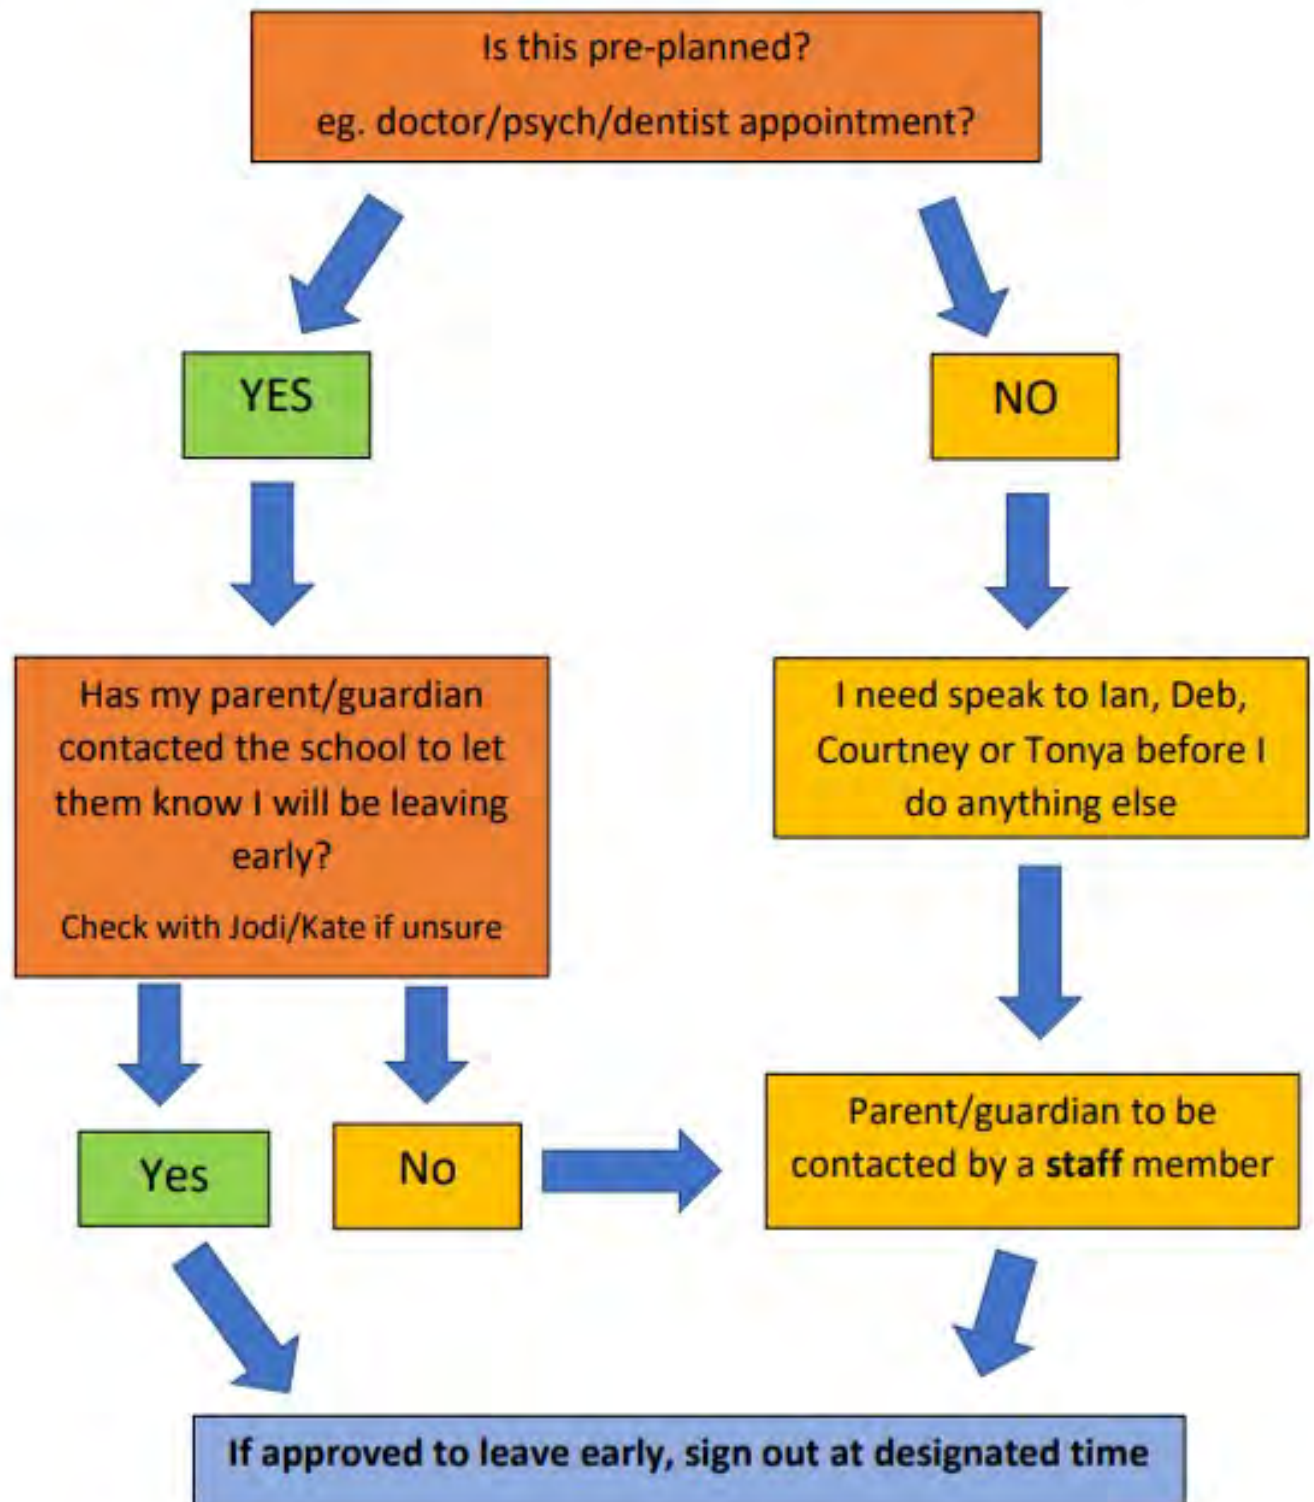 Is this pre-planned?
eg. doctor/psych/dentist appointment?
YES
NO
Has my parent/guardian
contacted the school to let
them know I will be leaving
early?
Check with Jodi/Kate if unsure
I need speak to Ian, Deb,
Courtney or Tonya before I
do anything else
Yes
No
Parent/guardian to be
contacted by a staff member
If approved to leave early, sign out at designated time